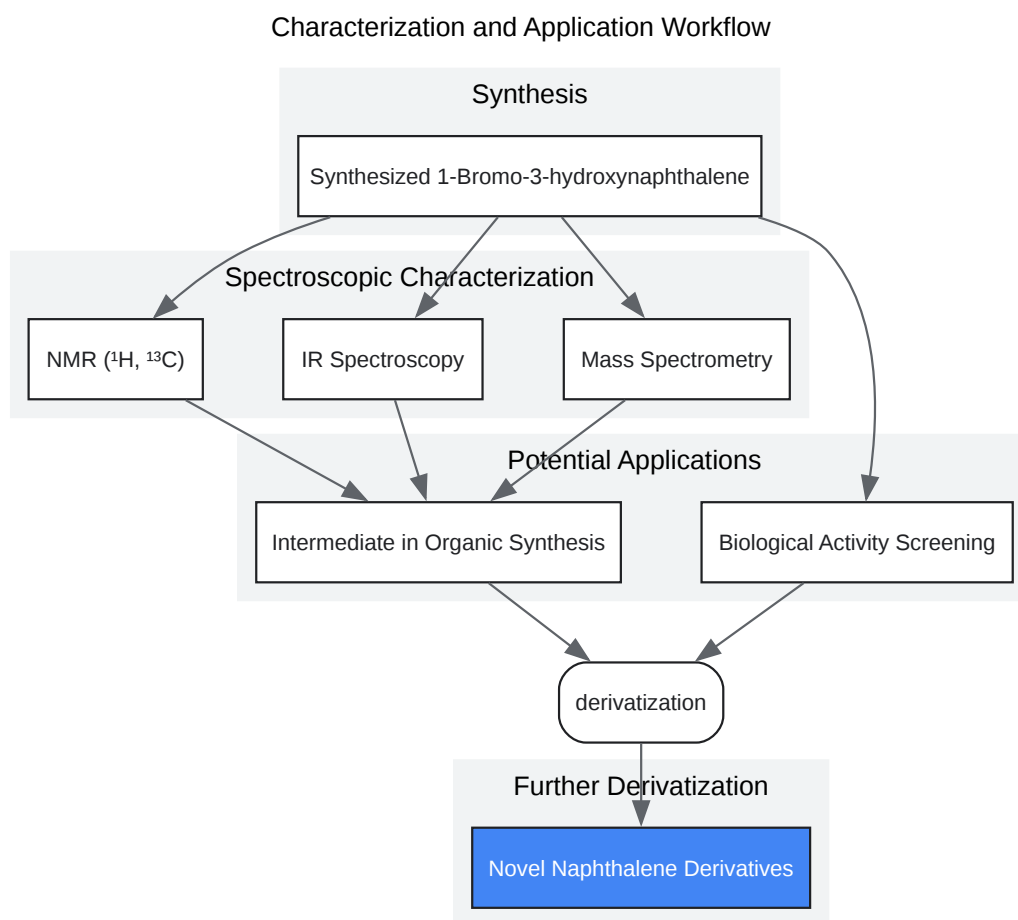 Characterization and Application Workflow
Synthesis
Synthesized 1-Bromo-3-hydroxynaphthalene
Spectroscopic Characterization
NMR (¹H, ¹³C)
IR Spectroscopy
Mass Spectrometry
Potential Applications
Intermediate in Organic Synthesis
Biological Activity Screening
derivatization
Further Derivatization
Novel Naphthalene Derivatives